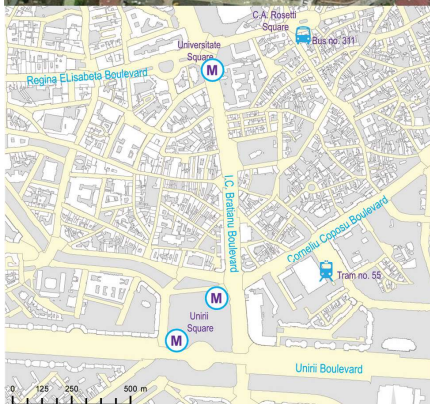 C.A. Rosetti
Square
Bus no. 311
Universitate
Square
M
Regina ELisabeta Boulevard
I.C. Bratianu Boulevard
Corneliu Coposu Boulevard
Tram no. 55
M
Unirii
Square
M
Unirii Boulevard
0 125 250 500 m